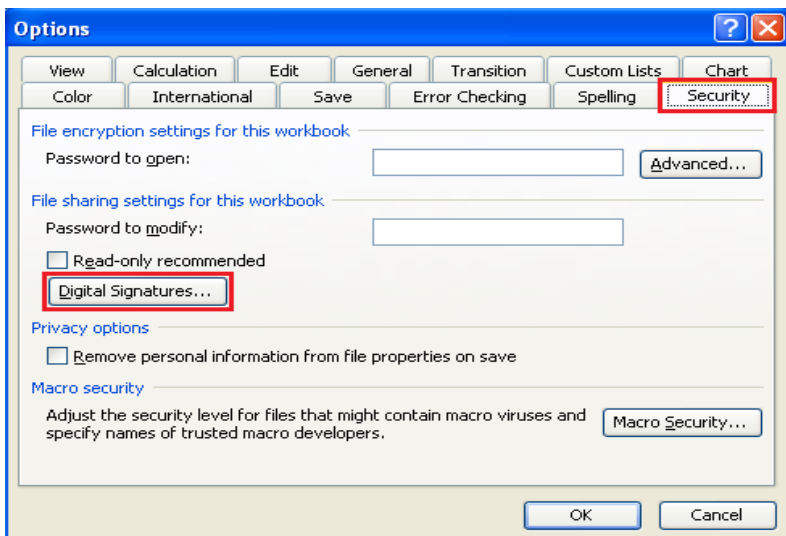 Options
?
View Calculation Edit General Transition Custom Lists Chart
Color International Save Error Checking Spelling Security
File encryption settings for this workbook
Password to open:
Advanced...
File sharing settings for this workbook
Password to modify:
Read-only recommended
Digital Signatures...
Privacy options
Remove personal information from file properties on save
Macro security
Adjust the security level for files that might contain macro viruses and
specify names of trusted macro developers.
Macro Security...
OK Cancel